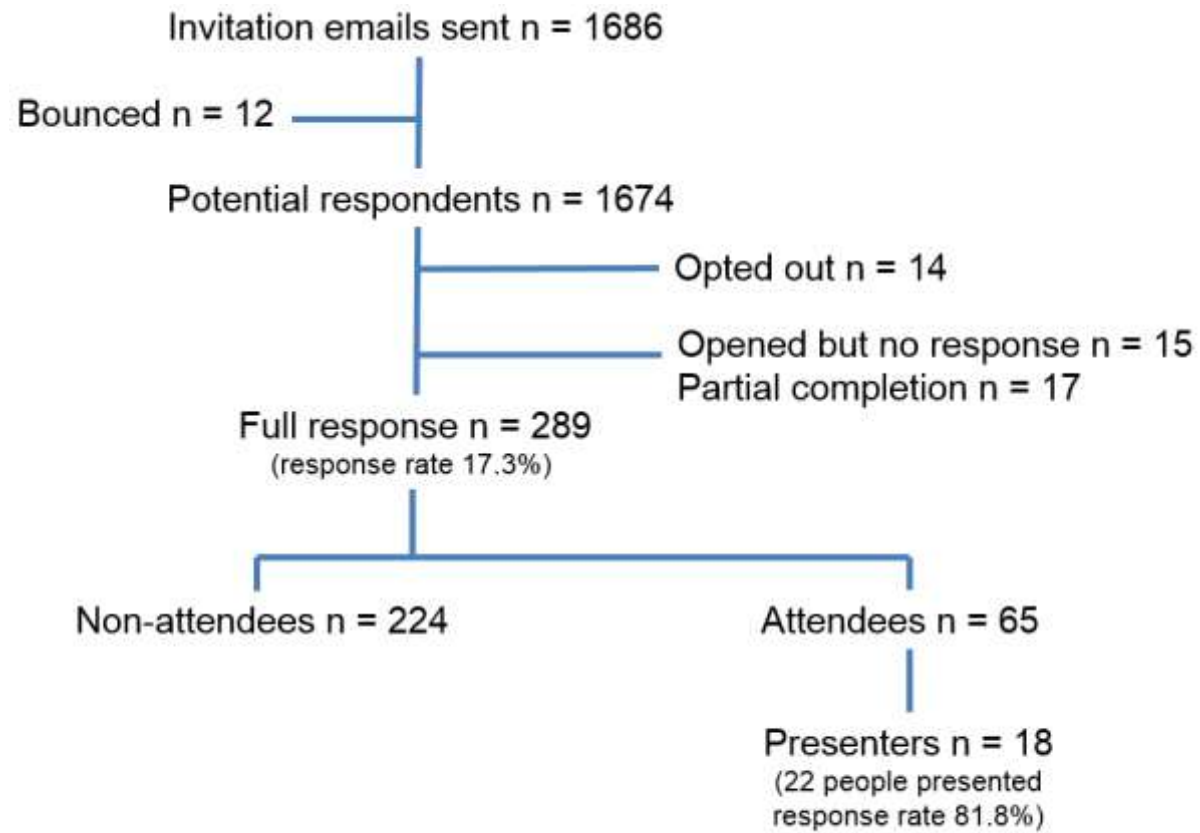 Invitation emails sent n = 1686
Bounced n = 12
Potential respondents n = 1674
Opted out n = 14
Opened but no response n = 15
Partial completion n = 17
Full response n = 289
(response rate 17.3%)
Non-attendees n = 224
Attendees n = 65
Presenters n = 18
(22 people presented
response rate 81.8%)